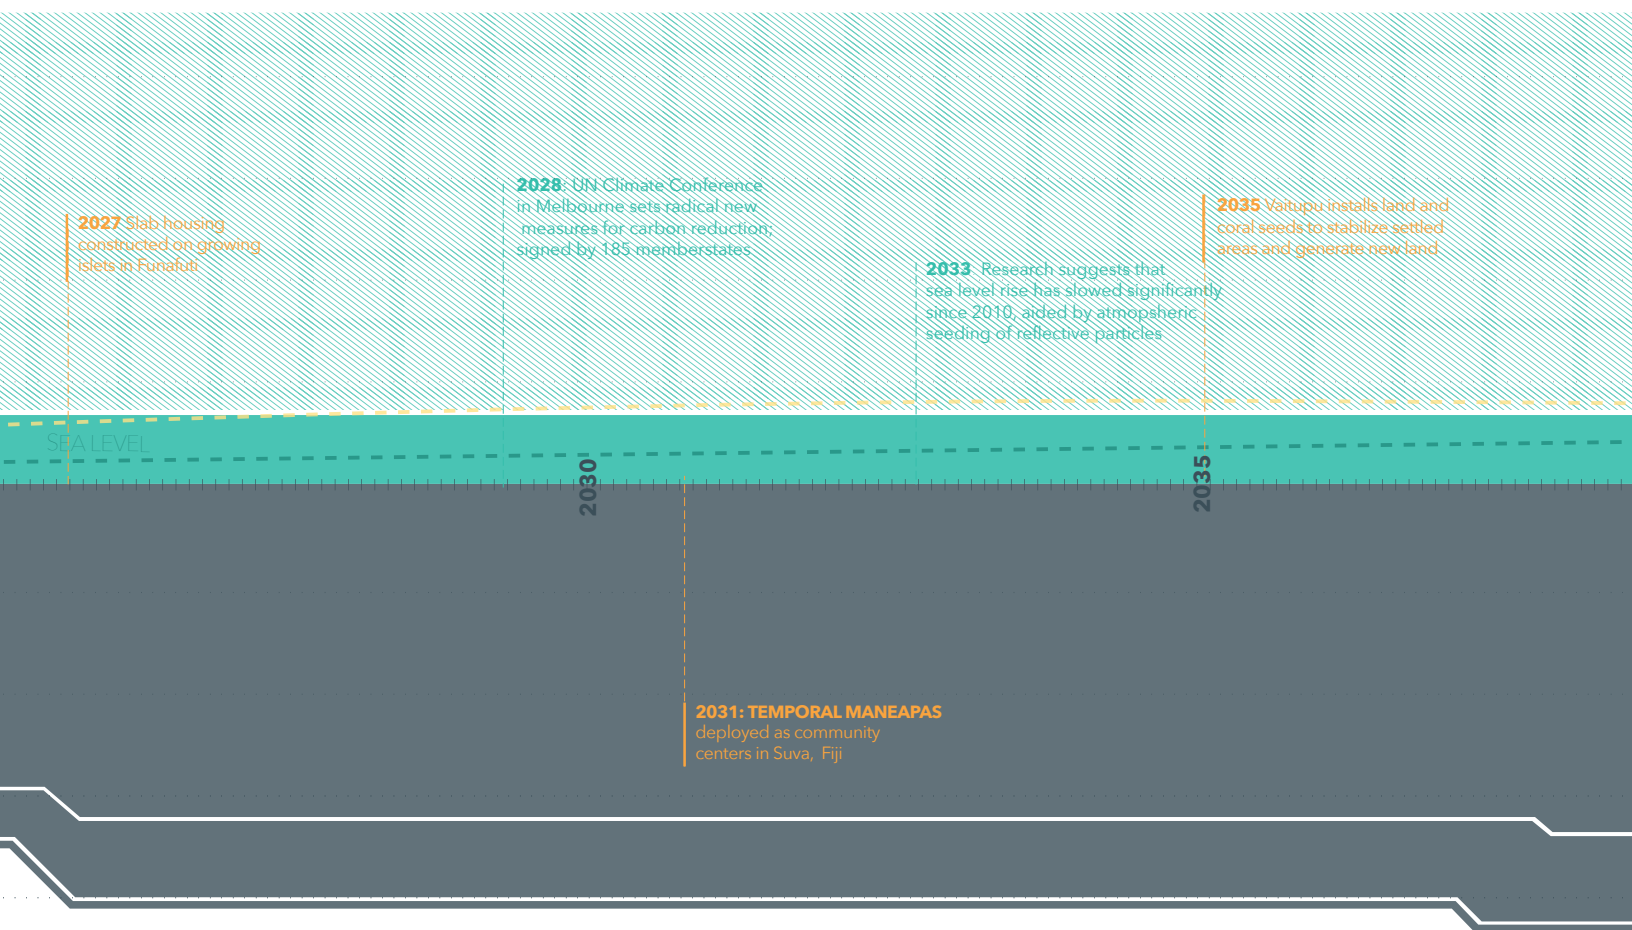 2027 Slab housing
constructed on growing
islets in Funafuti
2028: UN Climate Conference
in Melbourne sets radical new
measures for carbon reduction;
signed by 185 memberstates
2033 Research suggests that
sea level rise has slowed significantly
since 2010, aided by atmopsheric
seeding of reflective particles
2035 Vaitupu installs land and
coral seeds to stabilize settled
areas and generate new land
SEA LEVEL
2030
2035
2031: TEMPORAL MANEAPAS
deployed as community
centers in Suva, Fiji